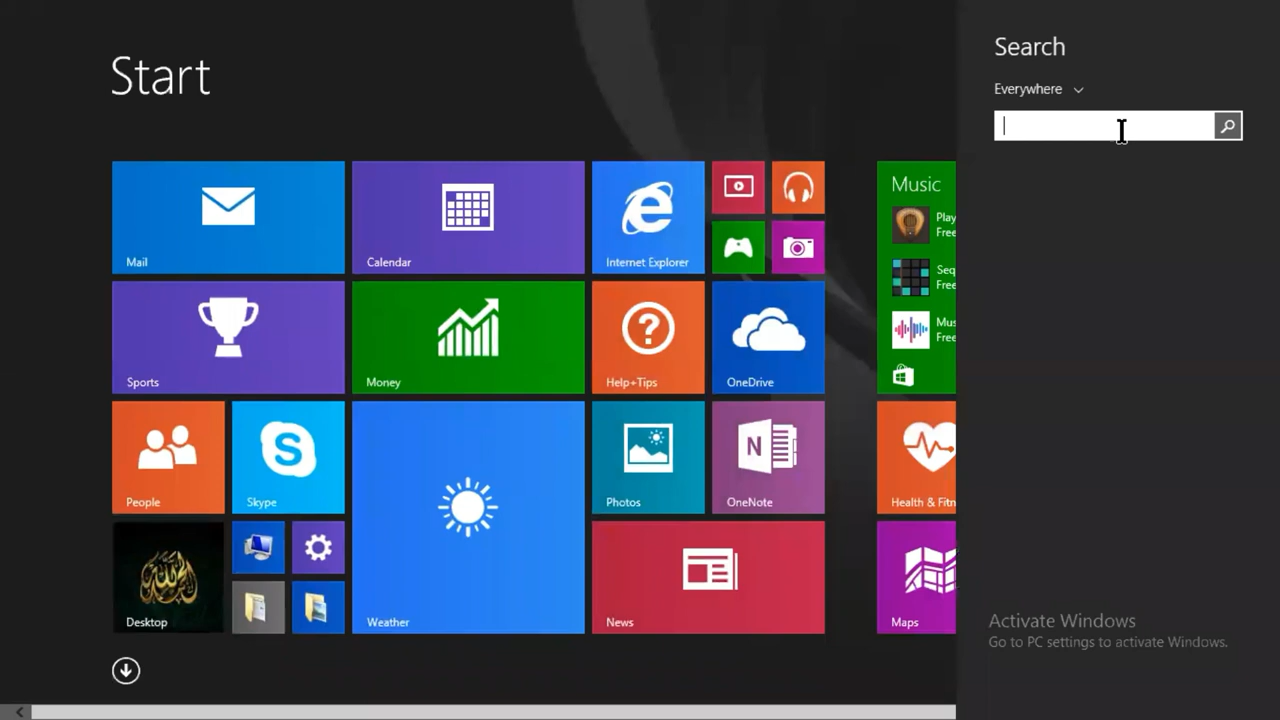 Start
Search
Everywhere
Mail
Calendar
Internet Explorer
Music
Play
Free
Seq
Free
Mus
Free
Sports
Money
Help+Tips
OneDrive
People
Skype
Photos
OneNote
N
Health & Fitn
Desktop
Weather
News
Maps
Activate Windows
Go to PC settings to activate Windows.